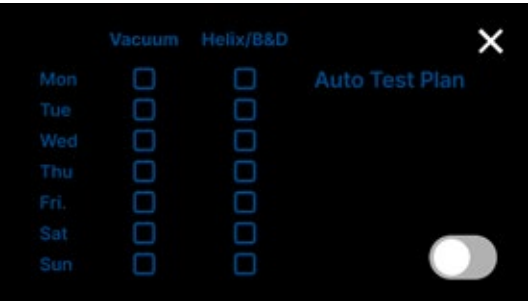 Vacuum Helix/B&D
Mon Auto Test Plan
Tue
Wed
Thu
Fri.
Sat
Sun